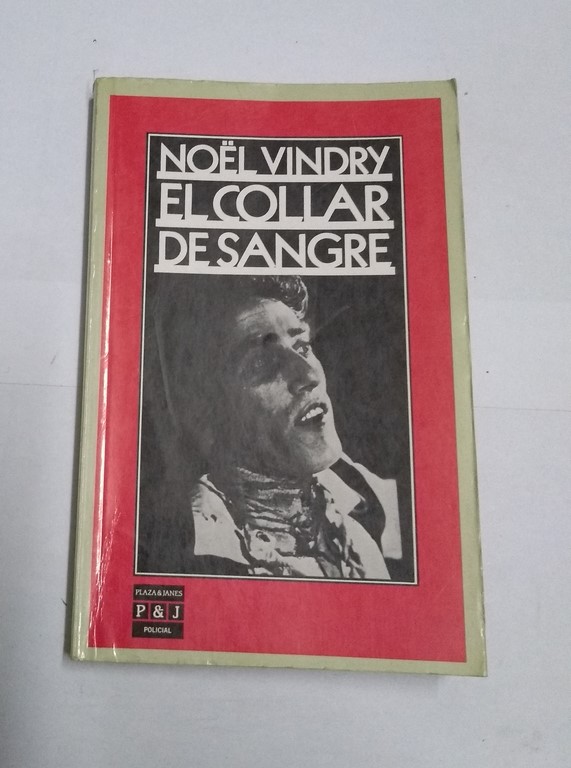 NOËL VINDRY
EL COLLAR
DE SANGRE
PLAZA & JANES
P & J
POLICIAL